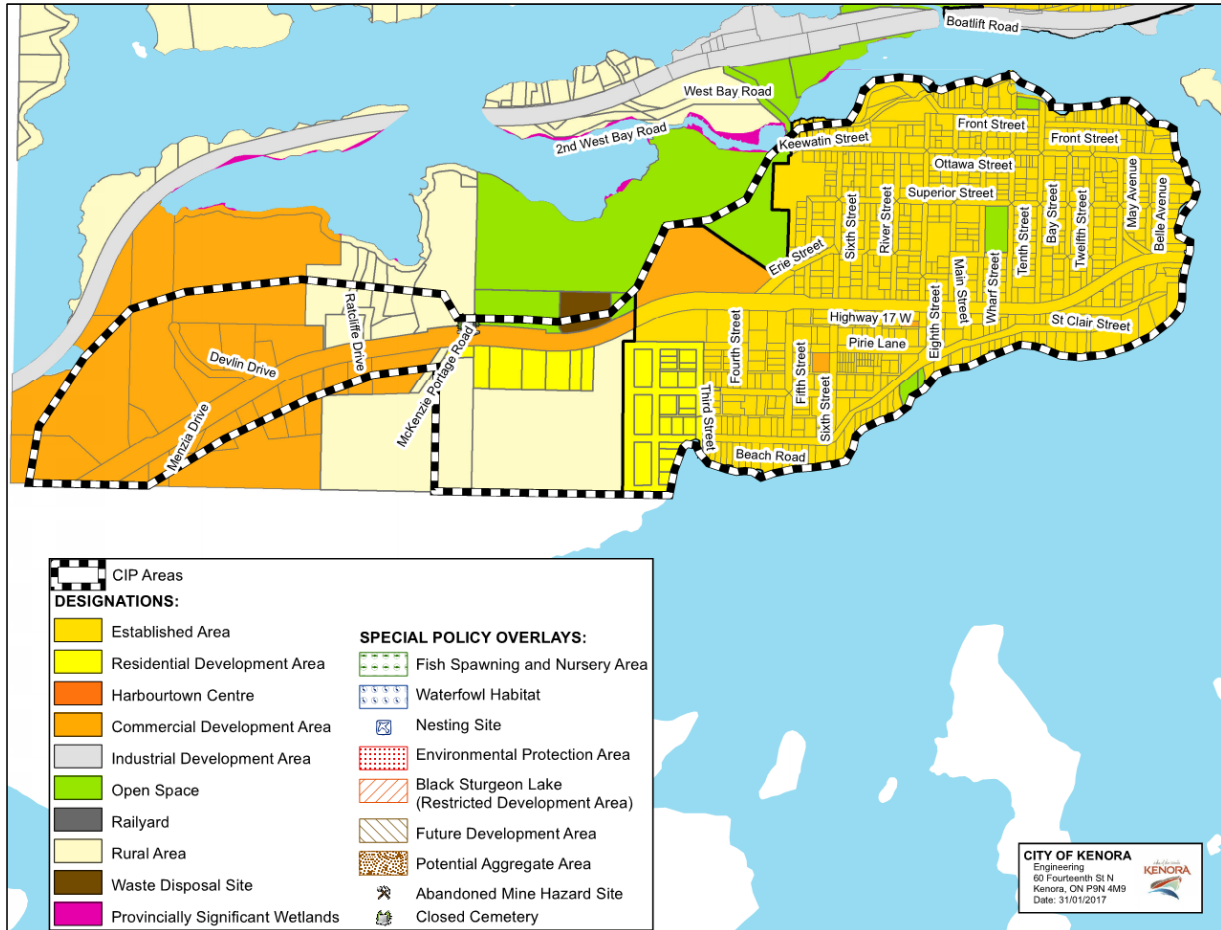 Boatlift Road
West Bay Road
2nd West Bay Road
Keewatin Street
Front Street
Front Street
Ottawa Street
Superior Street
Sixth Street
River Street
Tenth Street
Bay Street
Twelfth Street
May Avenue
Belle Avenue
Erie Street
Main Street
Wharf Street
Eighth Street
Highway 17 W
St Clair Street
Pirie Lane
Fourth Street
Fifth Street
Sixth Street
Third Street
Beach Road
Ratcliffe Drive
Devlin Drive
Menzia Drive
McKenzie Portage Road
CIP Areas
DESIGNATIONS:
Established Area
Residential Development Area
Harbourtown Centre
Commercial Development Area
Industrial Development Area
Open Space
Railyard
Rural Area
Waste Disposal Site
Provincially Significant Wetlands
SPECIAL POLICY OVERLAYS:
Fish Spawning and Nursery Area
Waterfowl Habitat
Nesting Site
Environmental Protection Area
Black Sturgeon Lake
(Restricted Development Area)
Future Development Area
Potential Aggregate Area
Abandoned Mine Hazard Site
Closed Cemetery
CITY OF KENORA
Engineering
60 Fourteenth St N
Kenora, ON P9N 4M9
Date: 31/01/2017
KENORA